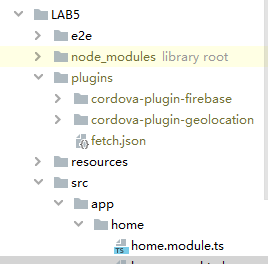 LAB5
e2e
node_modules library root
plugins
cordova-plugin-firebase
cordova-plugin-geolocation
fetch.json
resources
src
app
home
home.module.ts